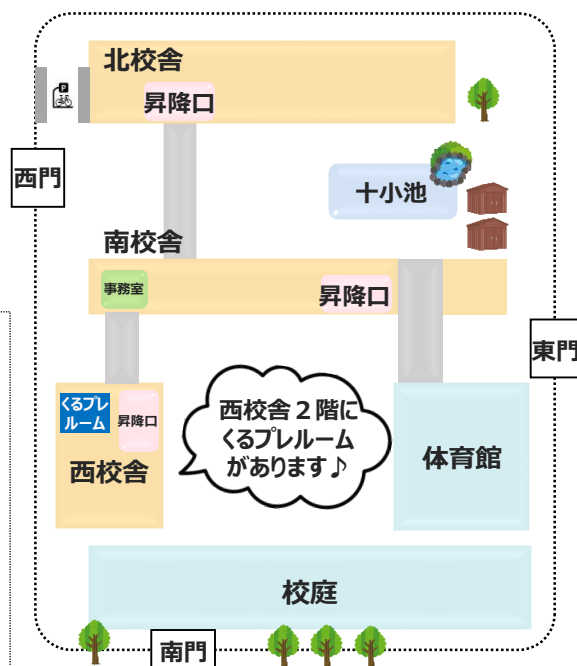 北校舎
P
昇降口
西門
十小池
南校舎
事務室
昇降口
東門
くるプレ
ルーム
昇降口
西校舎２階に
くるプレルーム
があります♪
体育館
西校舎
校庭
南門